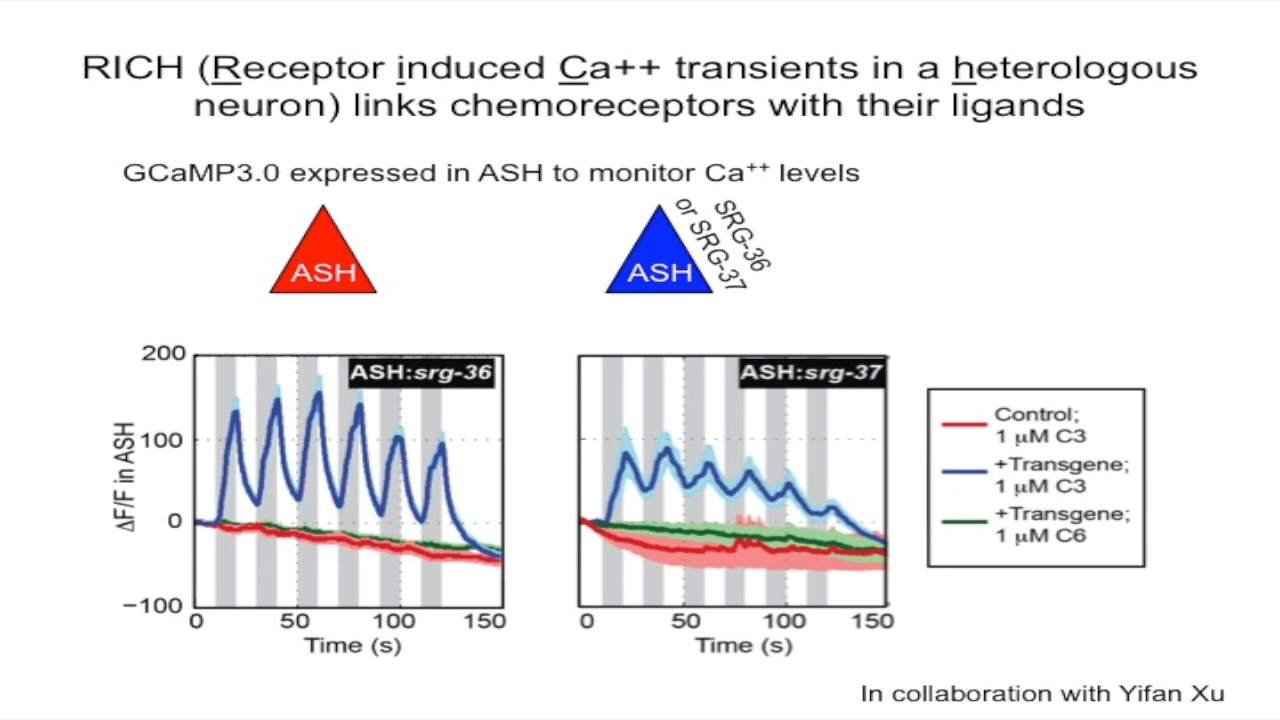 RICH (Receptor induced Ca++ transients in a heterologous
neuron) links chemoreceptors with their ligands
GCaMP3.0 expressed in ASH to monitor Ca++ levels
ASH
ASH
SRG-36
or SRG-37
ΔF/F in ASH
200
100
0
−100
ASH:srg-36
0 50 100 150
Time (s)
ASH:srg-37
0 50 100 150
Time (s)
Control;
1 µM C3
+Transgene;
1 µM C3
+Transgene;
1 µM C6
In collaboration with Yifan Xu